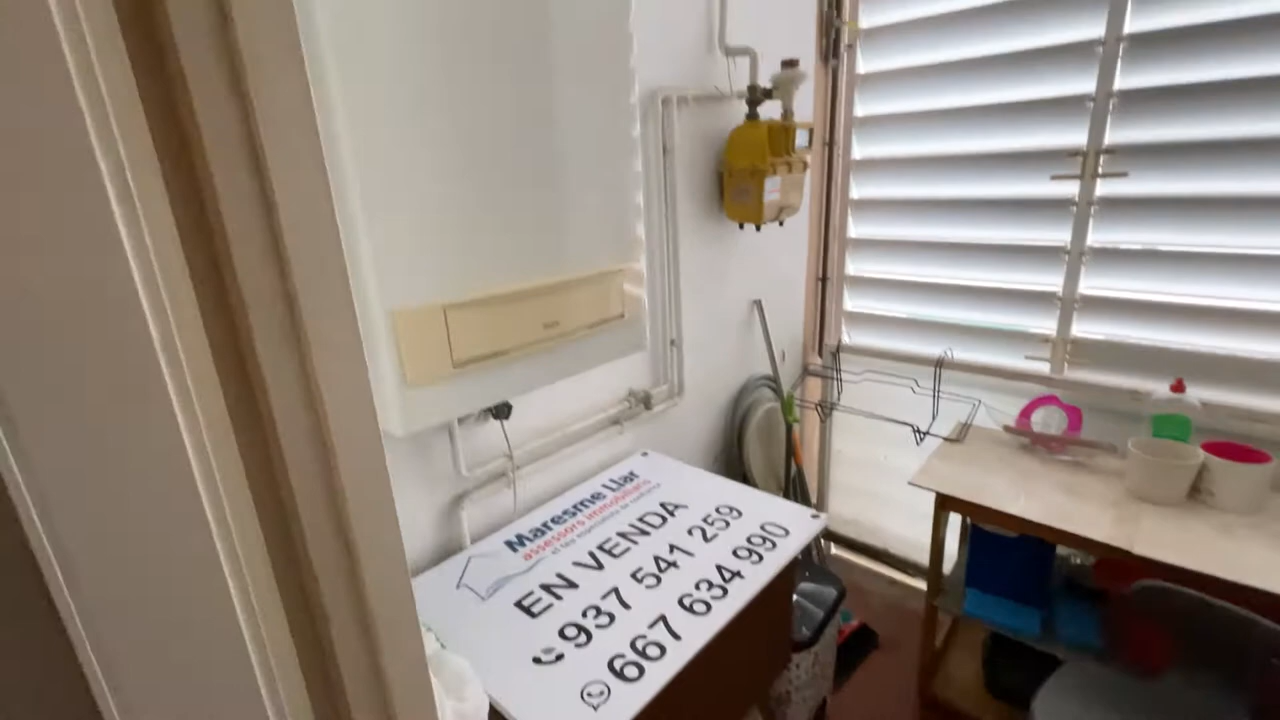 Maresme Llar
assessors immobiliaris
EN VENDA
937 541 259
667 634 990